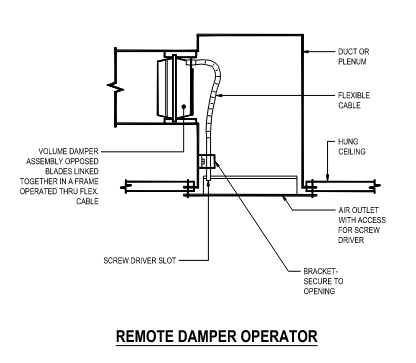 DUCT OR
PLENUM
FLEXIBLE
CABLE
VOLUME DAMPER
ASSEMBLY OPPOSED
BLADES LINKED
TOGETHER IN A FRAME
OPERATED THRU FLEX.
CABLE
HUNG
CEILING
AIR OUTLET
WITH ACCESS
FOR SCREW
DRIVER
SCREW DRIVER SLOT
BRACKET-
SECURE TO
OPENING
REMOTE DAMPER OPERATOR